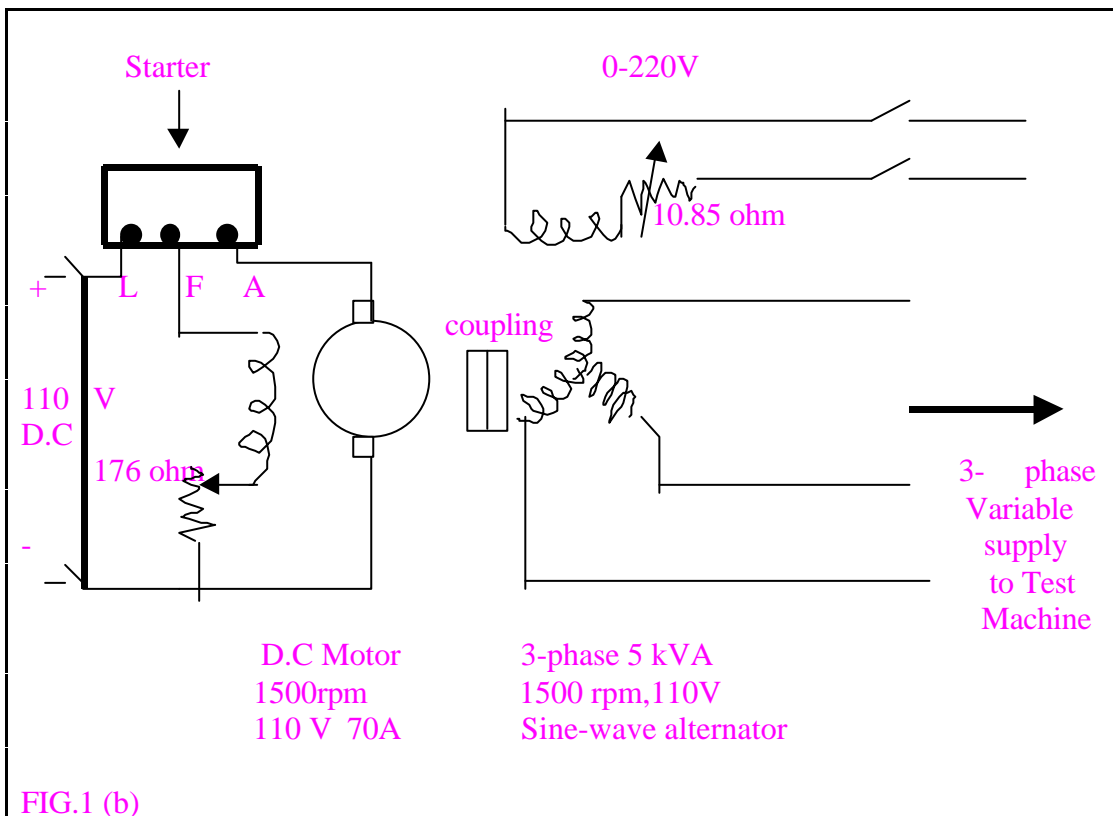 Starter
0-220V
10.85 ohm
+ L F A
coupling
110 V
D.C
176 ohm
-
3- phase
Variable
supply
to Test
Machine
D.C Motor
1500rpm
110 V 70A
3-phase 5 kVA
1500 rpm,110V
Sine-wave alternator
FIG.1 (b)